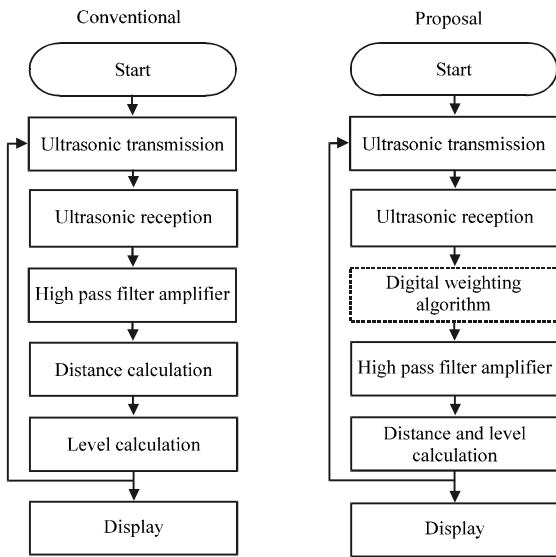 Conventional
Start
Ultrasonic transmission
Ultrasonic reception
High pass filter amplifier
Distance calculation
Level calculation
Display
Proposal
Start
Ultrasonic transmission
Ultrasonic reception
Digital weighting
algorithm
High pass filter amplifier
Distance and level
calculation
Display